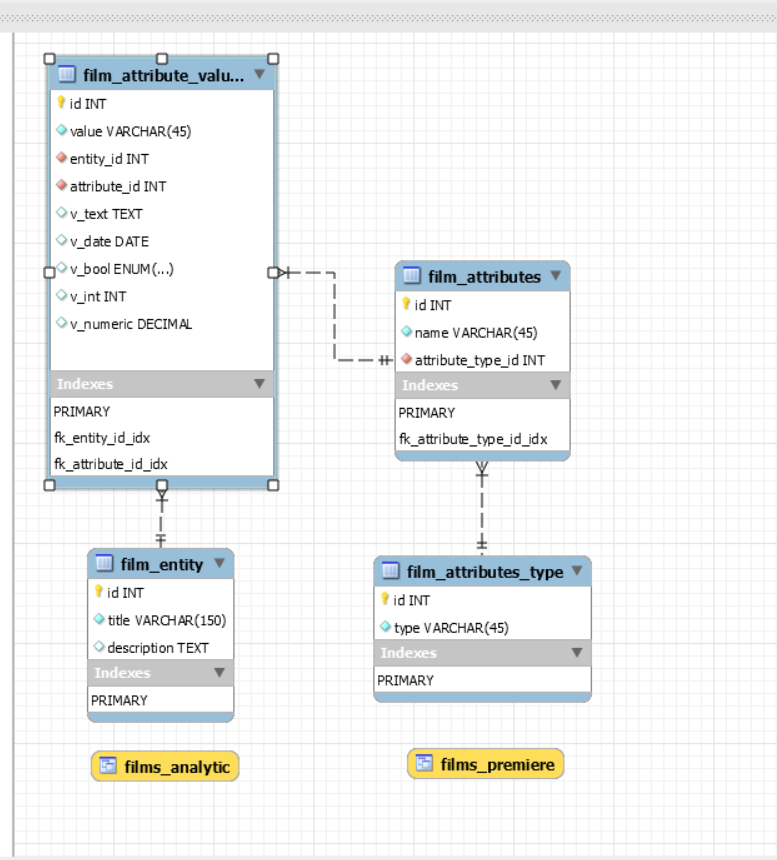 film_attribute_valu...
id INT
value VARCHAR(45)
entity_id INT
attribute_id INT
v_text TEXT
v_date DATE
v_bool ENUM(...)
v_int INT
v_numeric DECIMAL
Indexes
PRIMARY
fk_entity_id_idx
fk_attribute_id_idx
film_attributes
id INT
name VARCHAR(45)
attribute_type_id INT
Indexes
PRIMARY
fk_attribute_type_id_idx
film_entity
id INT
title VARCHAR(150)
description TEXT
Indexes
PRIMARY
film_attributes_type
id INT
type VARCHAR(45)
Indexes
PRIMARY
films_analytic
films_premiere